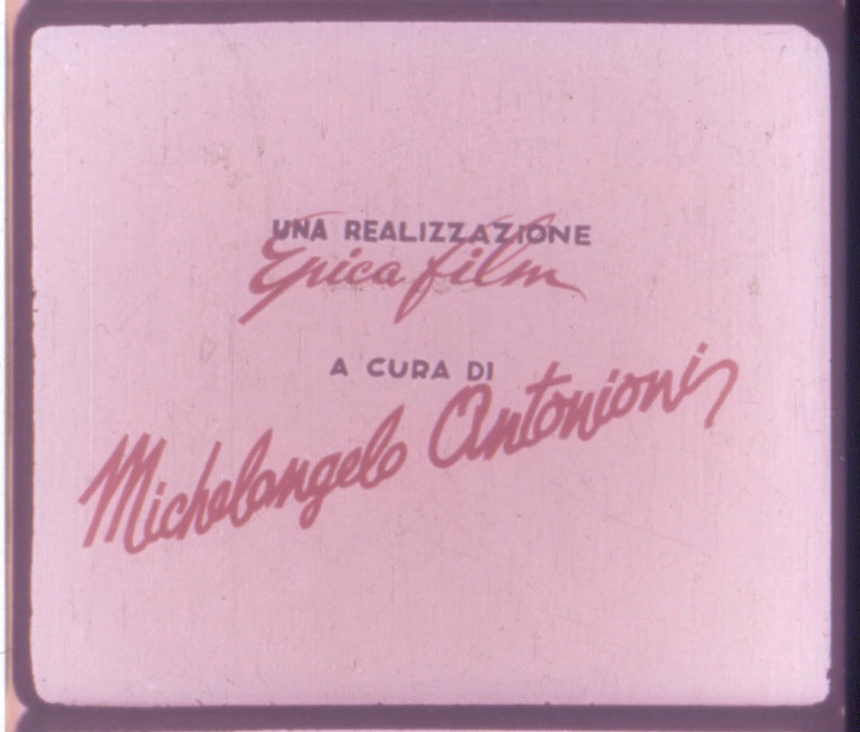 UNA REALIZZAZIONE
Epica film
A CURA DI
Michelangelo Antonioni